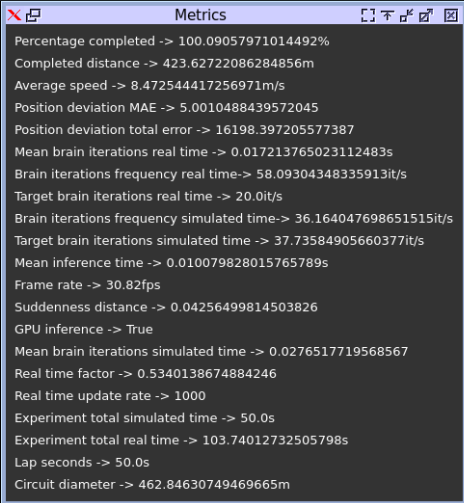 Metrics
Percentage completed -> 100.09057971014492%
Completed distance -> 423.62722086284856m
Average speed -> 8.472544417256971m/s
Position deviation MAE -> 5.0010488439572045
Position deviation total error -> 16198.397205577387
Mean brain iterations real time -> 0.017213765023112483s
Brain iterations frequency real time-> 58.09304348335913it/s
Target brain iterations real time -> 20.0it/s
Brain iterations frequency simulated time-> 36.164047698651515it/s
Target brain iterations simulated time -> 37.73584905660377it/s
Mean inference time -> 0.010079828015765789s
Frame rate -> 30.82fps
Suddenness distance -> 0.04256499814503826
GPU inference -> True
Mean brain iterations simulated time -> 0.0276517719568567
Real time factor -> 0.5340138674884246
Real time update rate -> 1000
Experiment total simulated time -> 50.0s
Experiment total real time -> 103.74012732505798s
Lap seconds -> 50.0s
Circuit diameter -> 462.84630749469665m